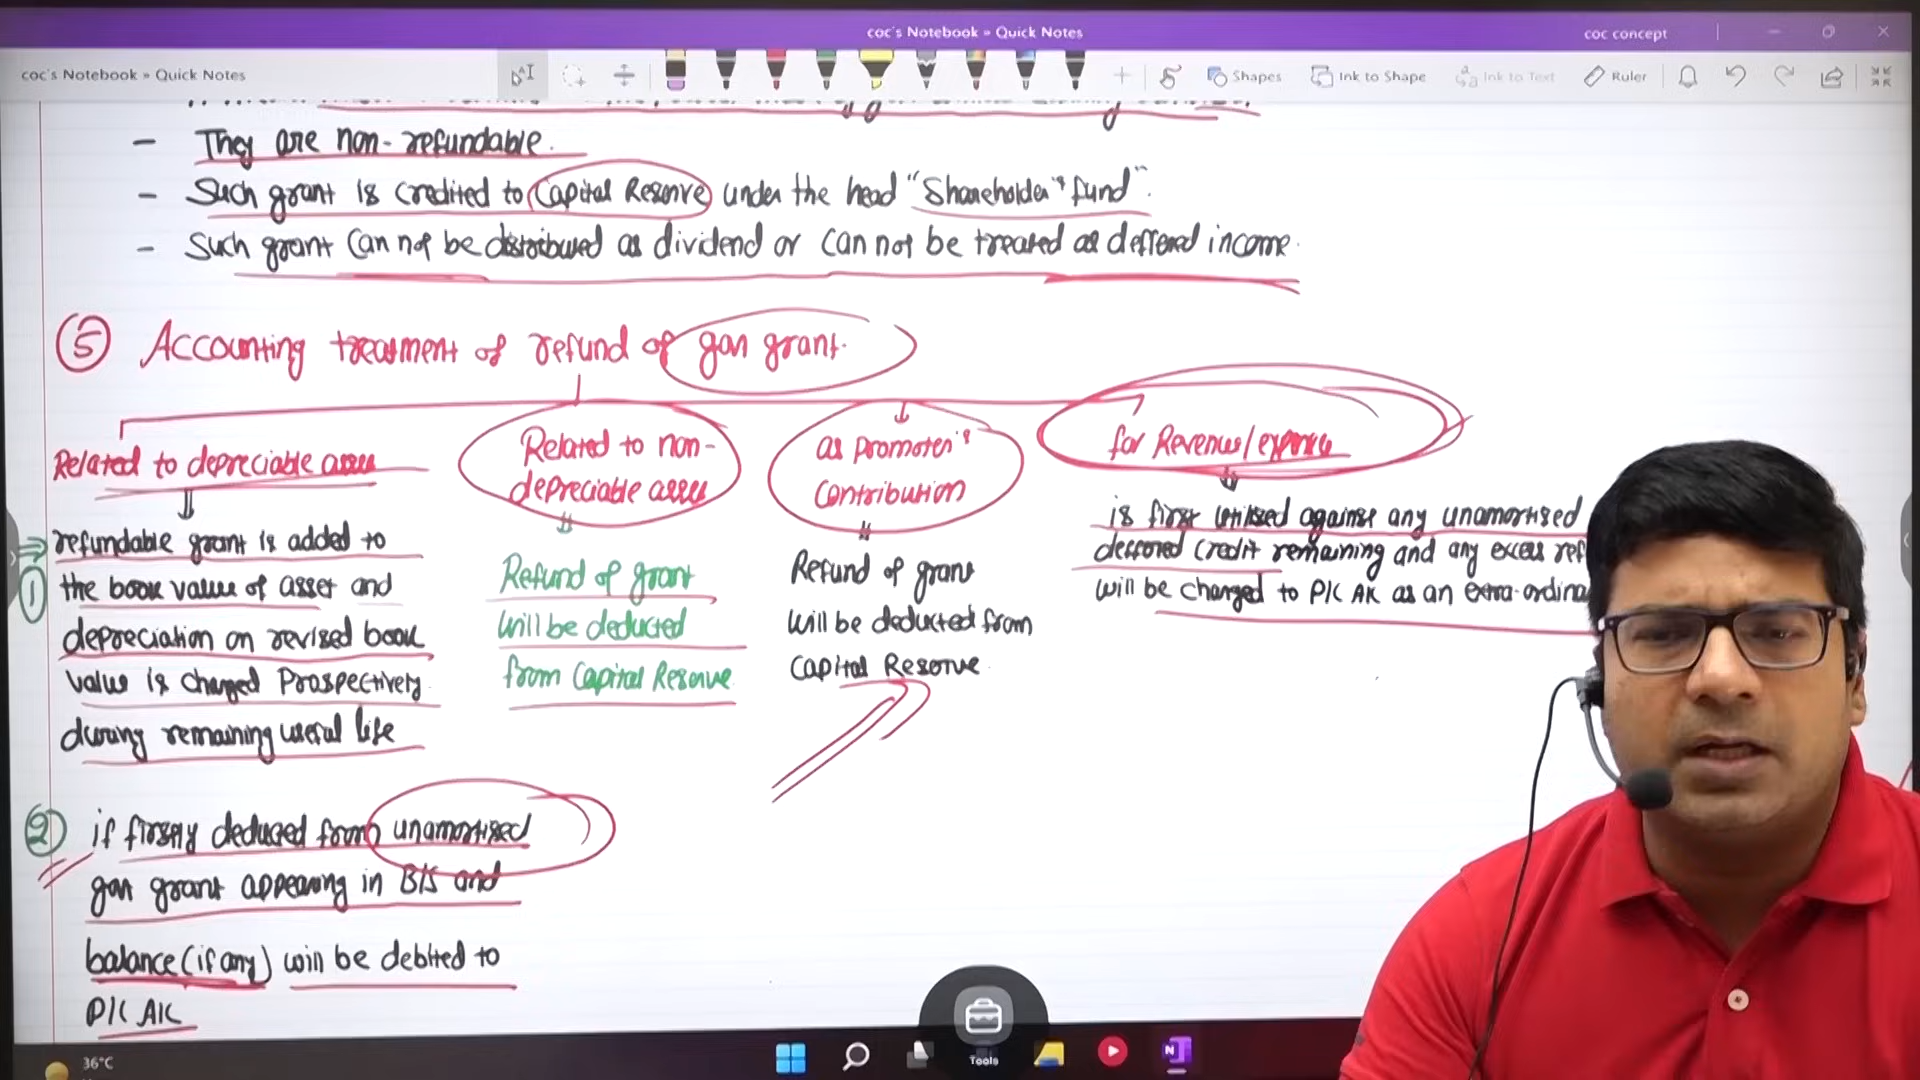 coc's Notebook » Quick Notes
coc concept
coc's Notebook » Quick Notes
Shapes
Ink to Shape
Ink to Text
Ruler
- They are non-refundable.
- Such grant is credited to Capital Reserve under the head "Shareholder's fund".
- Such grant can not be distributed as dividend or can not be treated as deffered income.
⑤ Accounting treatment of refund of gov grant.
Related to depreciable asset
refundable grant is added to
① the book value of asset and
depreciation on revised book
value is charged Prospectively
during remaining useful life
② if firstly deducted from unamortised
gov grant appearing in B/S and
balance (if any) will be debited to
P/L A/c
Related to non-
depreciable asset
Refund of grant
will be deducted
from Capital Reserve
as promoter's
contribution
Refund of grant
will be deducted from
Capital Reserve
for Revenue/expense
is first utilised against any unamortised
deffered credit remaining and any excess
will be charged to P/L A/c as an
36°C
Tools